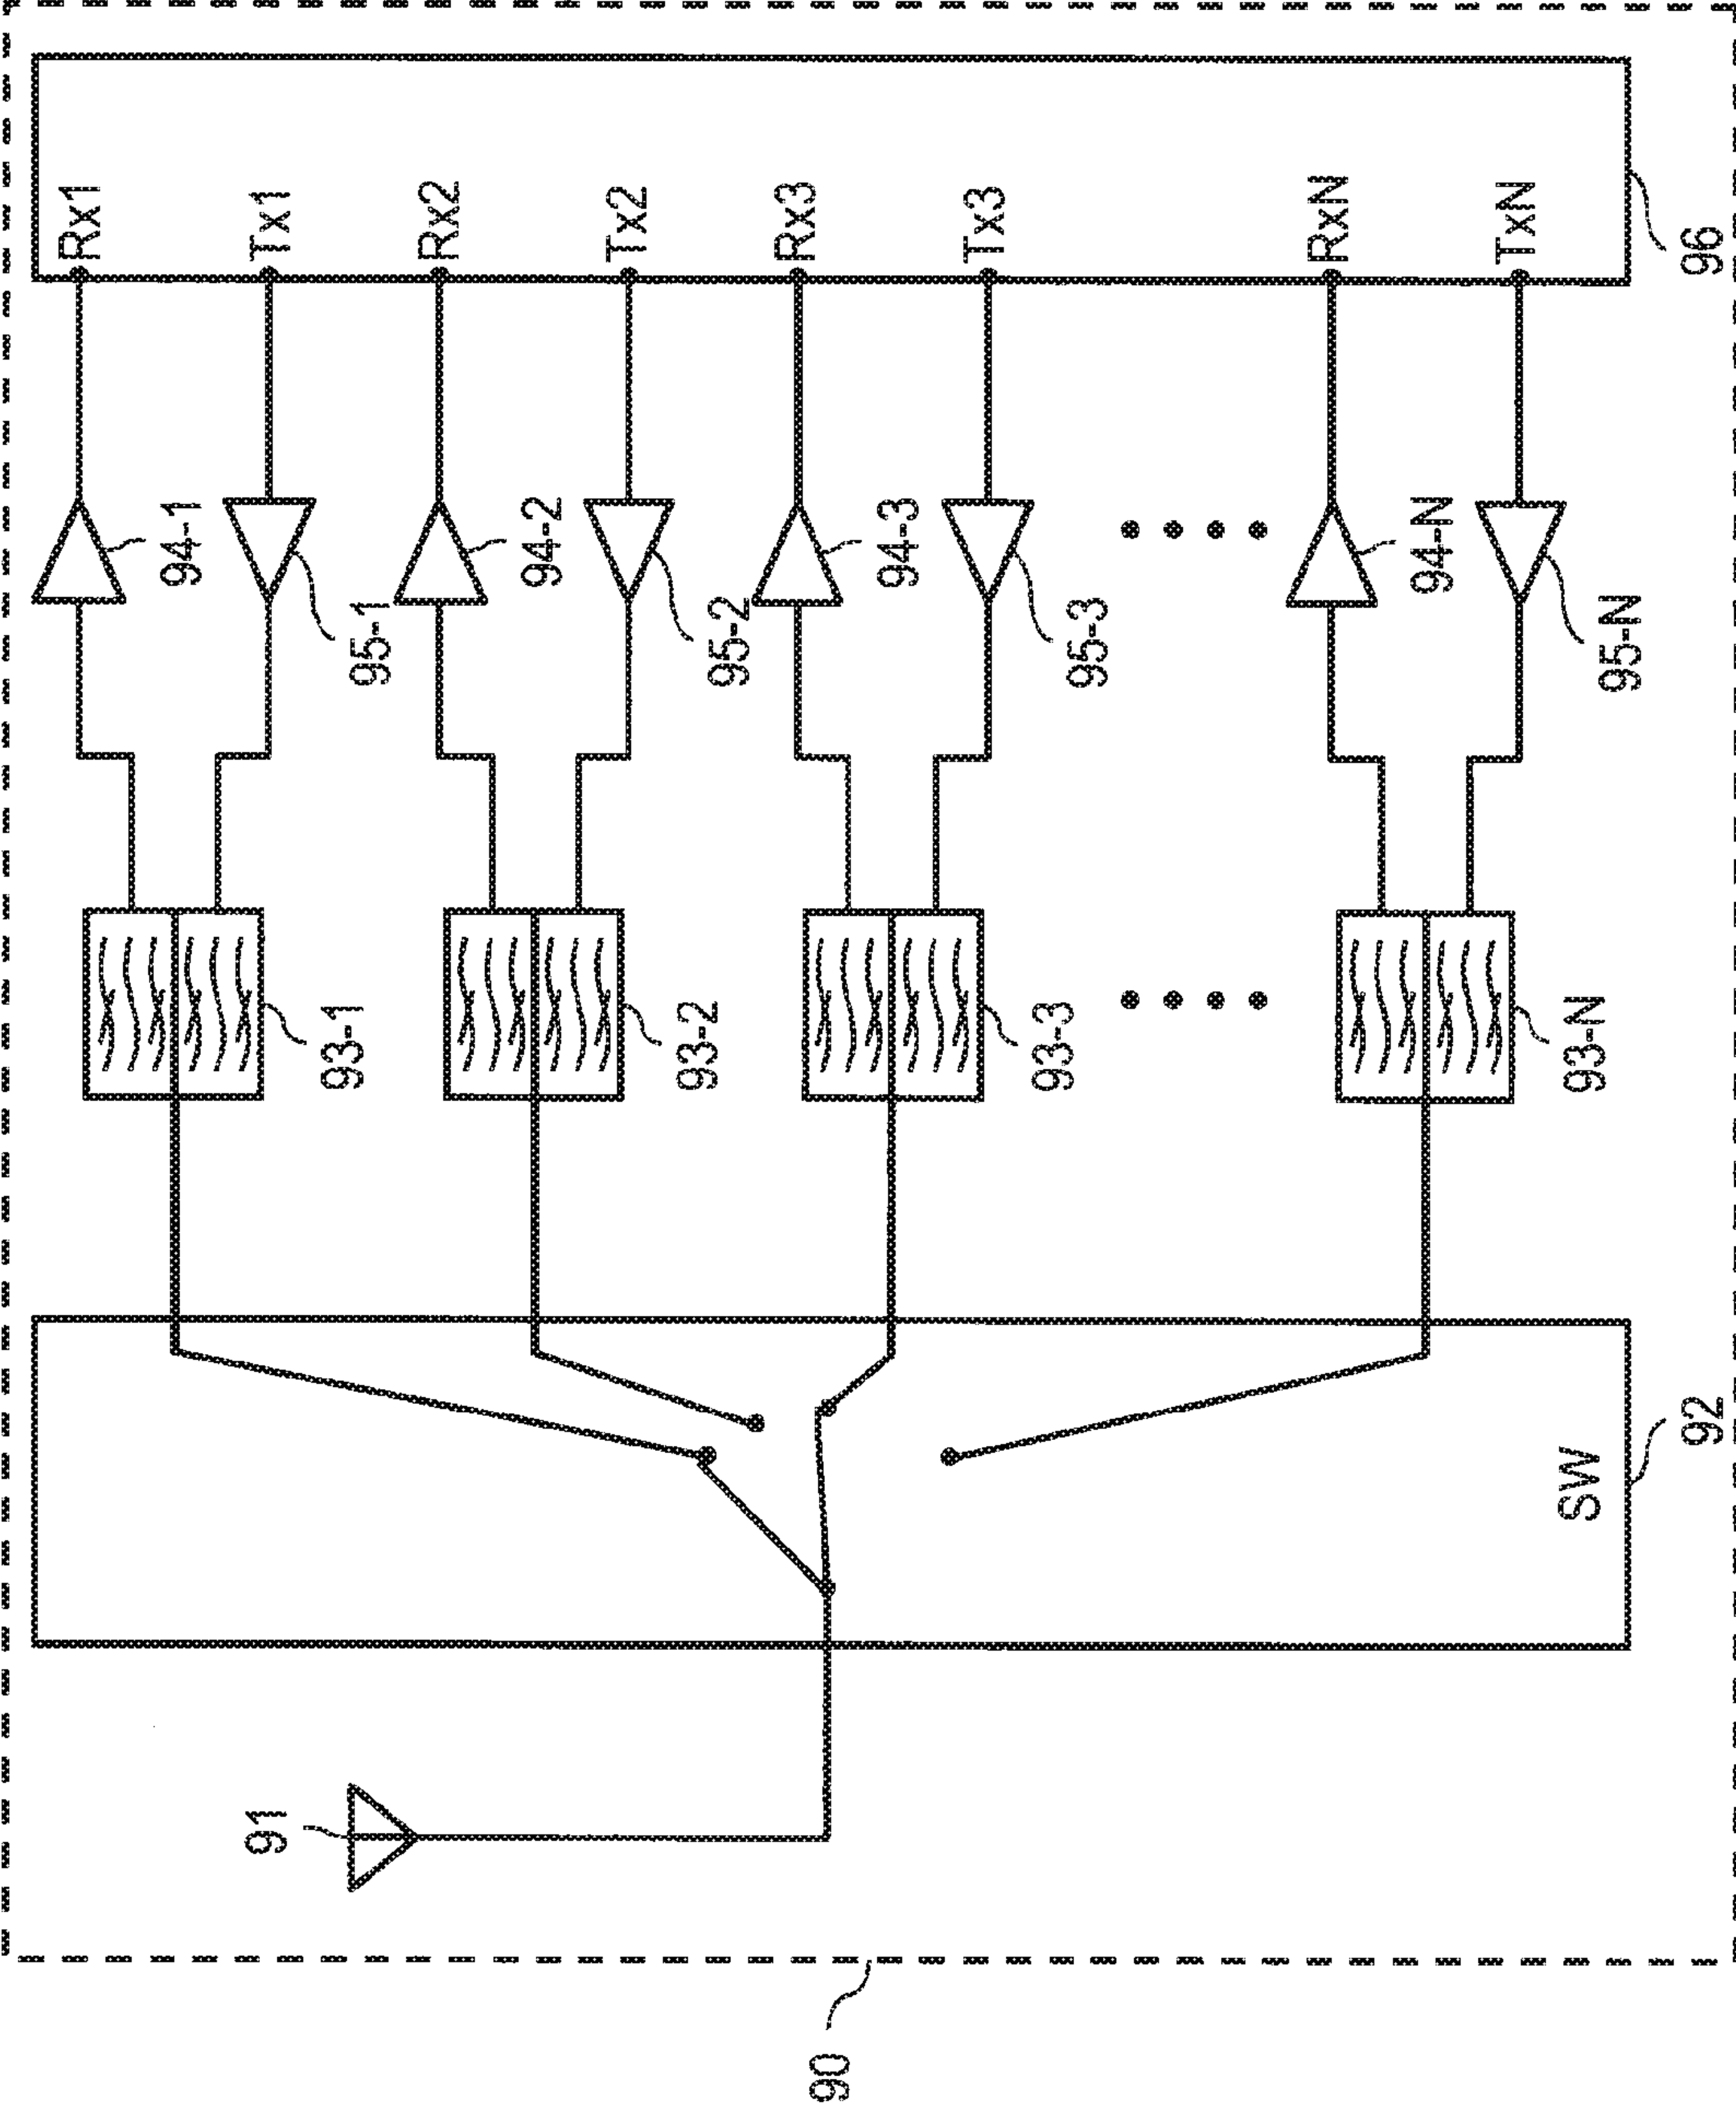 90
91
SW
92
93-1
93-2
93-3
93-N
94-1
95-1
94-2
95-2
94-3
95-3
94-N
95-N
Rx1
Tx1
Rx2
Tx2
Rx3
Tx3
RxN
TxN
96